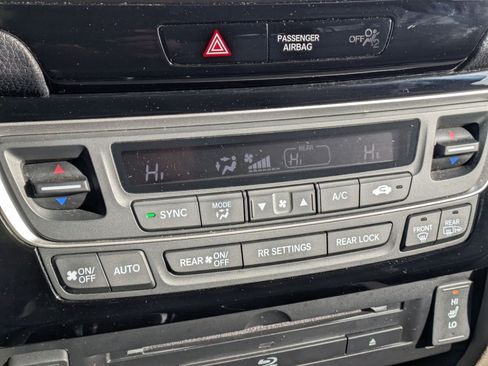 PASSENGER
AIRBAG
OFF
2
REAR
Hi
Hi
Hi
SYNC
MODE
A/C
ON/
OFF
AUTO
REAR
ON/
OFF
RR SETTINGS
REAR LOCK
FRONT
REAR
HI
LO